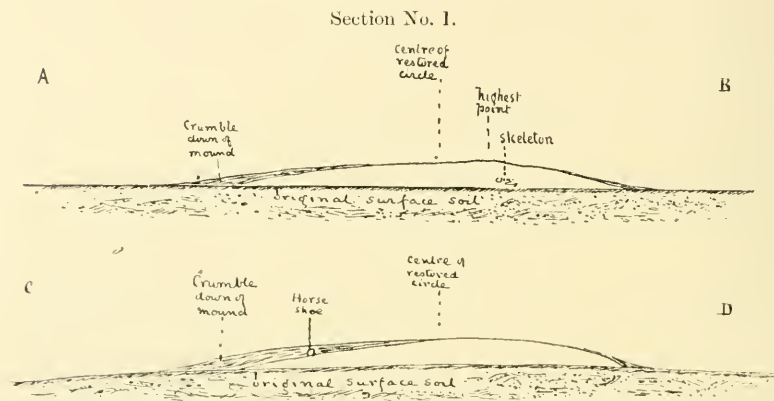 Section No. 1.
Centre of
restored
circle.
A
B
highest
point
Skeleton
Crumble
down of
mound
original surface soil
Centre of
restored
circle
C
Crumble
down of
mound
Horse
shoe
D
original surface soil